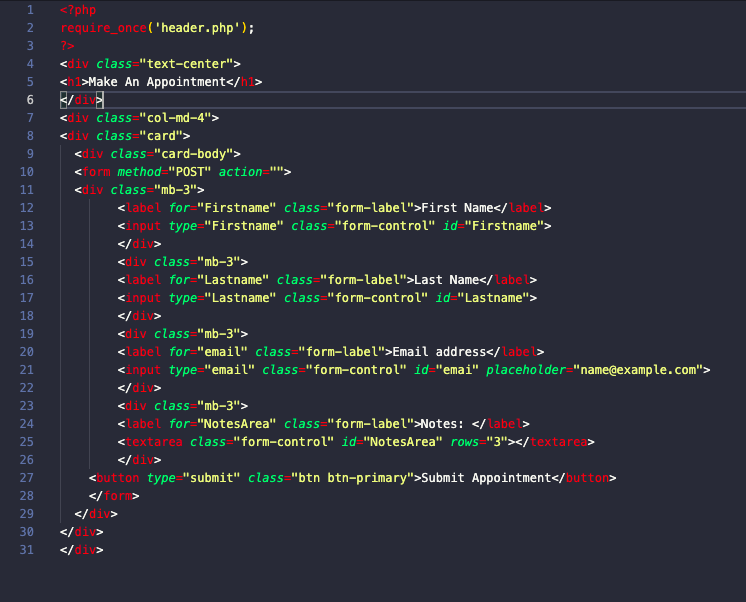 1 <?php
2 require_once('header.php');
3 ?>
4 <div class="text-center">
5 <h1>Make An Appointment</h1>
6 </div>
7 <div class="col-md-4">
8 <div class="card">
9 <div class="card-body">
10 <form method="POST" action="">
11 <div class="mb-3">
12 <label for="Firstname" class="form-label">First Name</label>
13 <input type="Firstname" class="form-control" id="Firstname">
14 </div>
15 <div class="mb-3">
16 <label for="Lastname" class="form-label">Last Name</label>
17 <input type="Lastname" class="form-control" id="Lastname">
18 </div>
19 <div class="mb-3">
20 <label for="email" class="form-label">Email address</label>
21 <input type="email" class="form-control" id="emai" placeholder="name@example.com">
22 </div>
23 <div class="mb-3">
24 <label for="NotesArea" class="form-label">Notes: </label>
25 <textarea class="form-control" id="NotesArea" rows="3"></textarea>
26 </div>
27 <button type="submit" class="btn btn-primary">Submit Appointment</button>
28 </form>
29 </div>
30 </div>
31 </div>